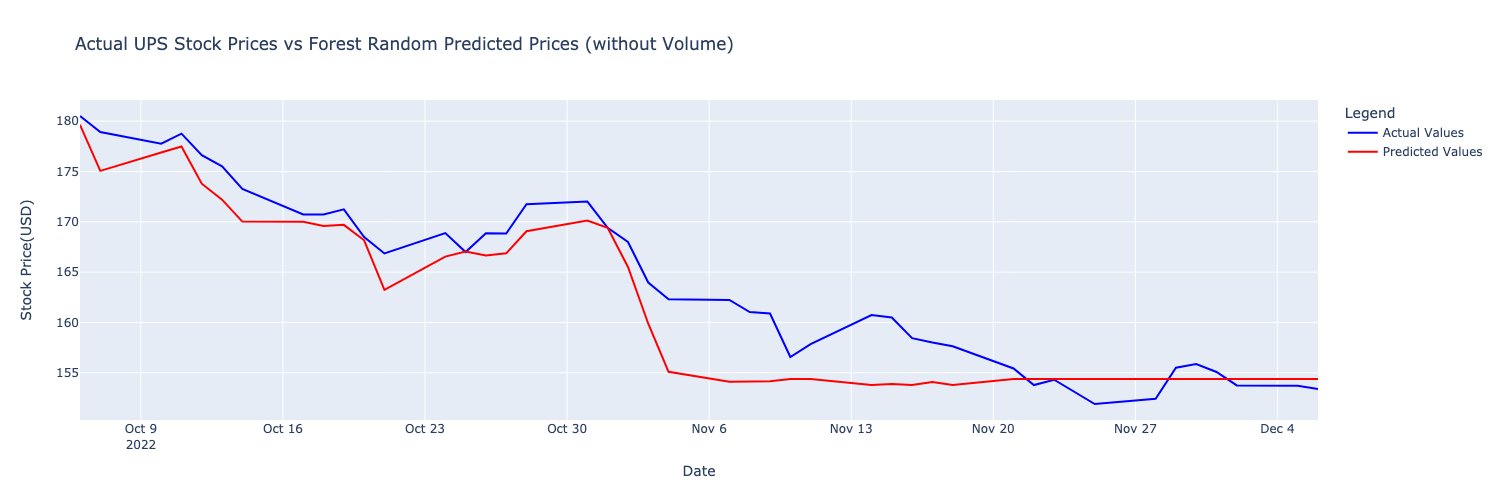 Actual UPS Stock Prices vs Forest Random Predicted Prices (without Volume)
Legend
Actual Values
Predicted Values
Stock Price(USD)
180
175
170
165
160
155
Oct 9
2022
Oct 16
Oct 23
Oct 30
Nov 6
Nov 13
Nov 20
Nov 27
Dec 4
Date